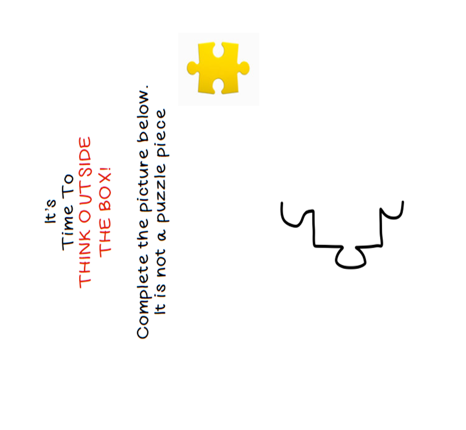 It's
Time To
THINK OUTSIDE
THE BOX!
Complete the picture below.
It is not a puzzle piece